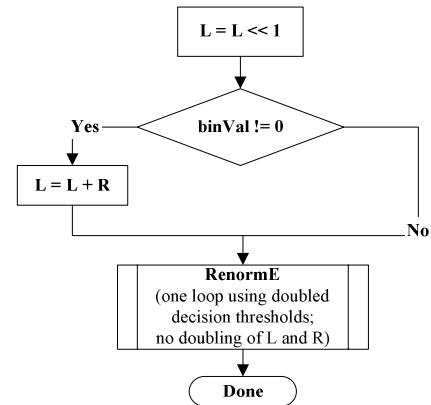 L = L << 1
binVal != 0
Yes
L = L + R
No
RenormE
(one loop using doubled
decision thresholds;
no doubling of L and R)
Done